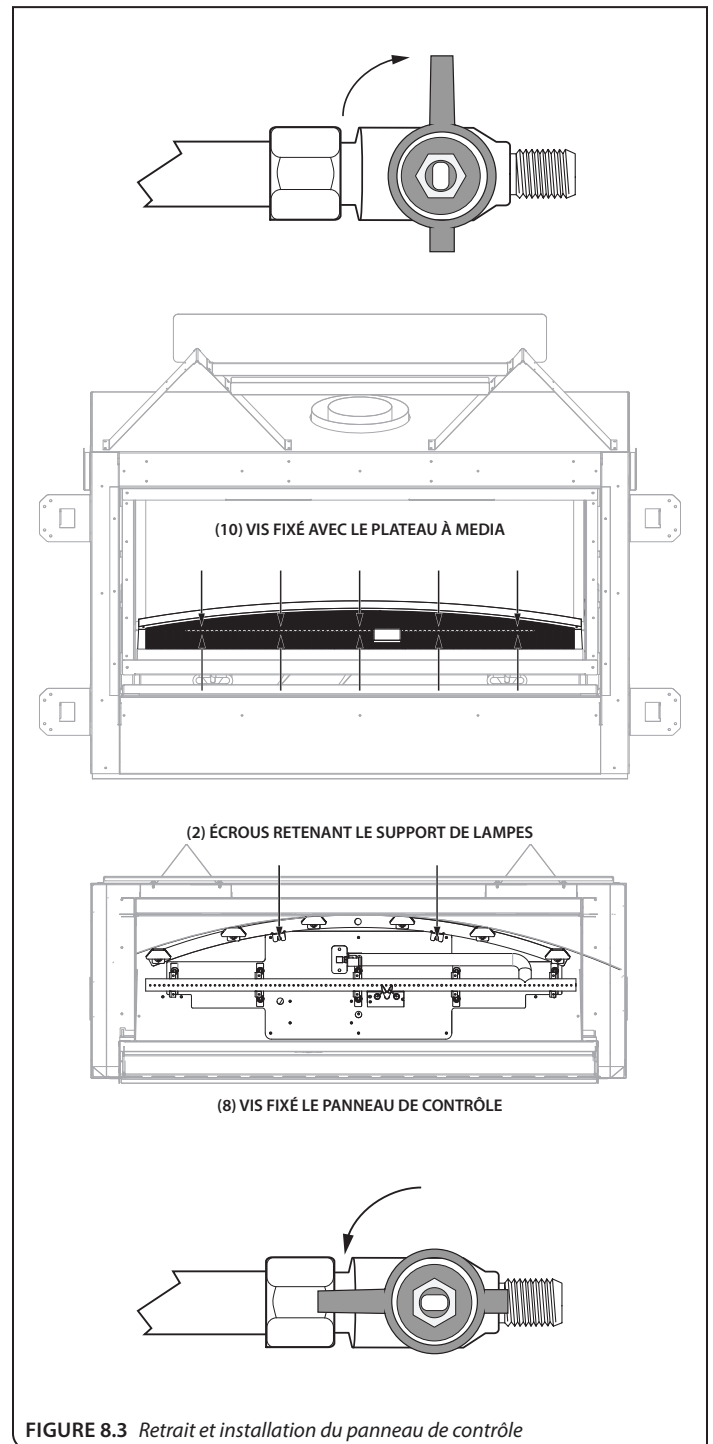 (10) VIS FIXÉ AVEC LE PLATEAU À MEDIA
(2) ÉCROUS RETENANT LE SUPPORT DE LAMPES
(8) VIS FIXÉ LE PANNEAU DE CONTRÔLE
FIGURE 8.3 Retrait et installation du panneau de contrôle